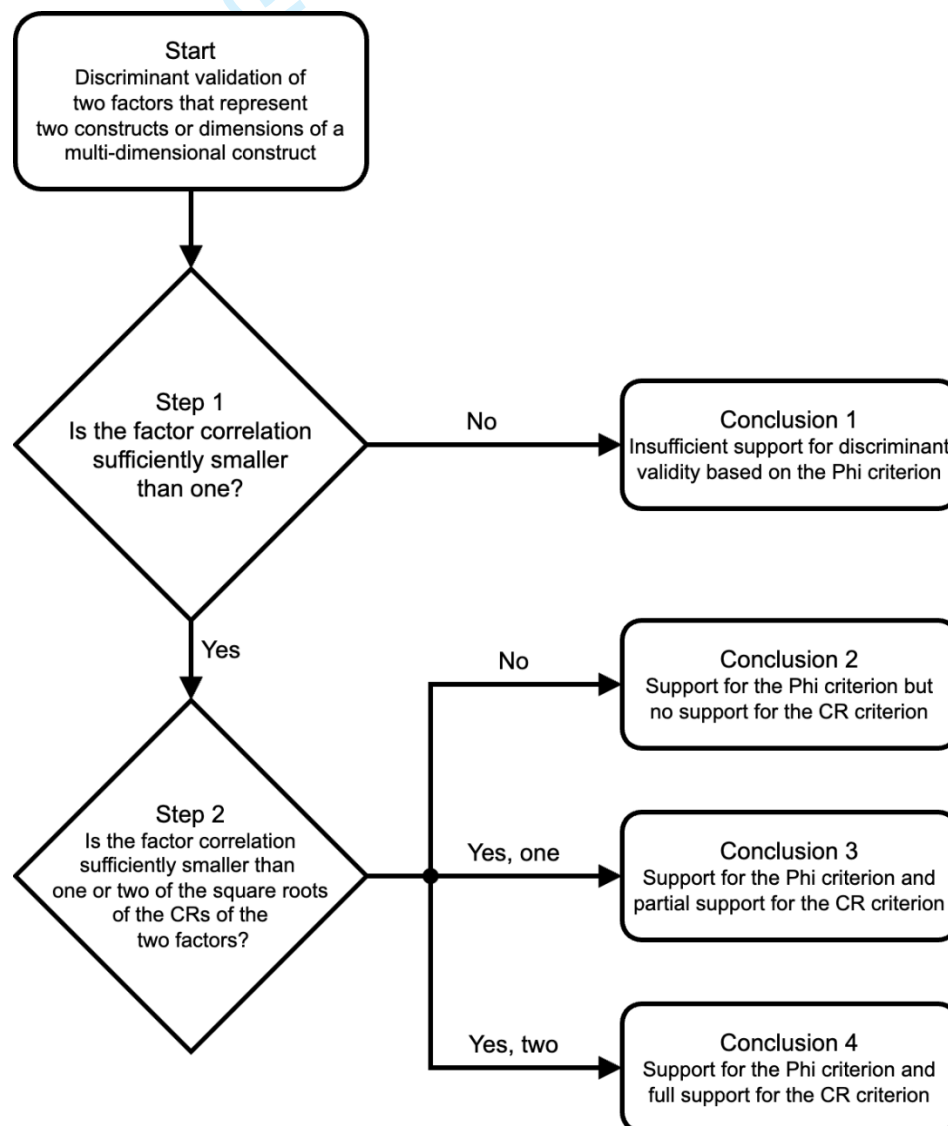 Start
Discriminant validation of
two factors that represent
two constructs or dimensions of a
multi-dimensional construct
Step 1
Is the factor correlation
sufficiently smaller
than one?
No
Conclusion 1
Insufficient support for discriminant
validity based on the Phi criterion
Yes
Step 2
Is the factor correlation
sufficiently smaller than
one or two of the square roots
of the CRs of the
two factors?
No
Conclusion 2
Support for the Phi criterion but
no support for the CR criterion
Yes, one
Conclusion 3
Support for the Phi criterion and
partial support for the CR criterion
Yes, two
Conclusion 4
Support for the Phi criterion and
full support for the CR criterion